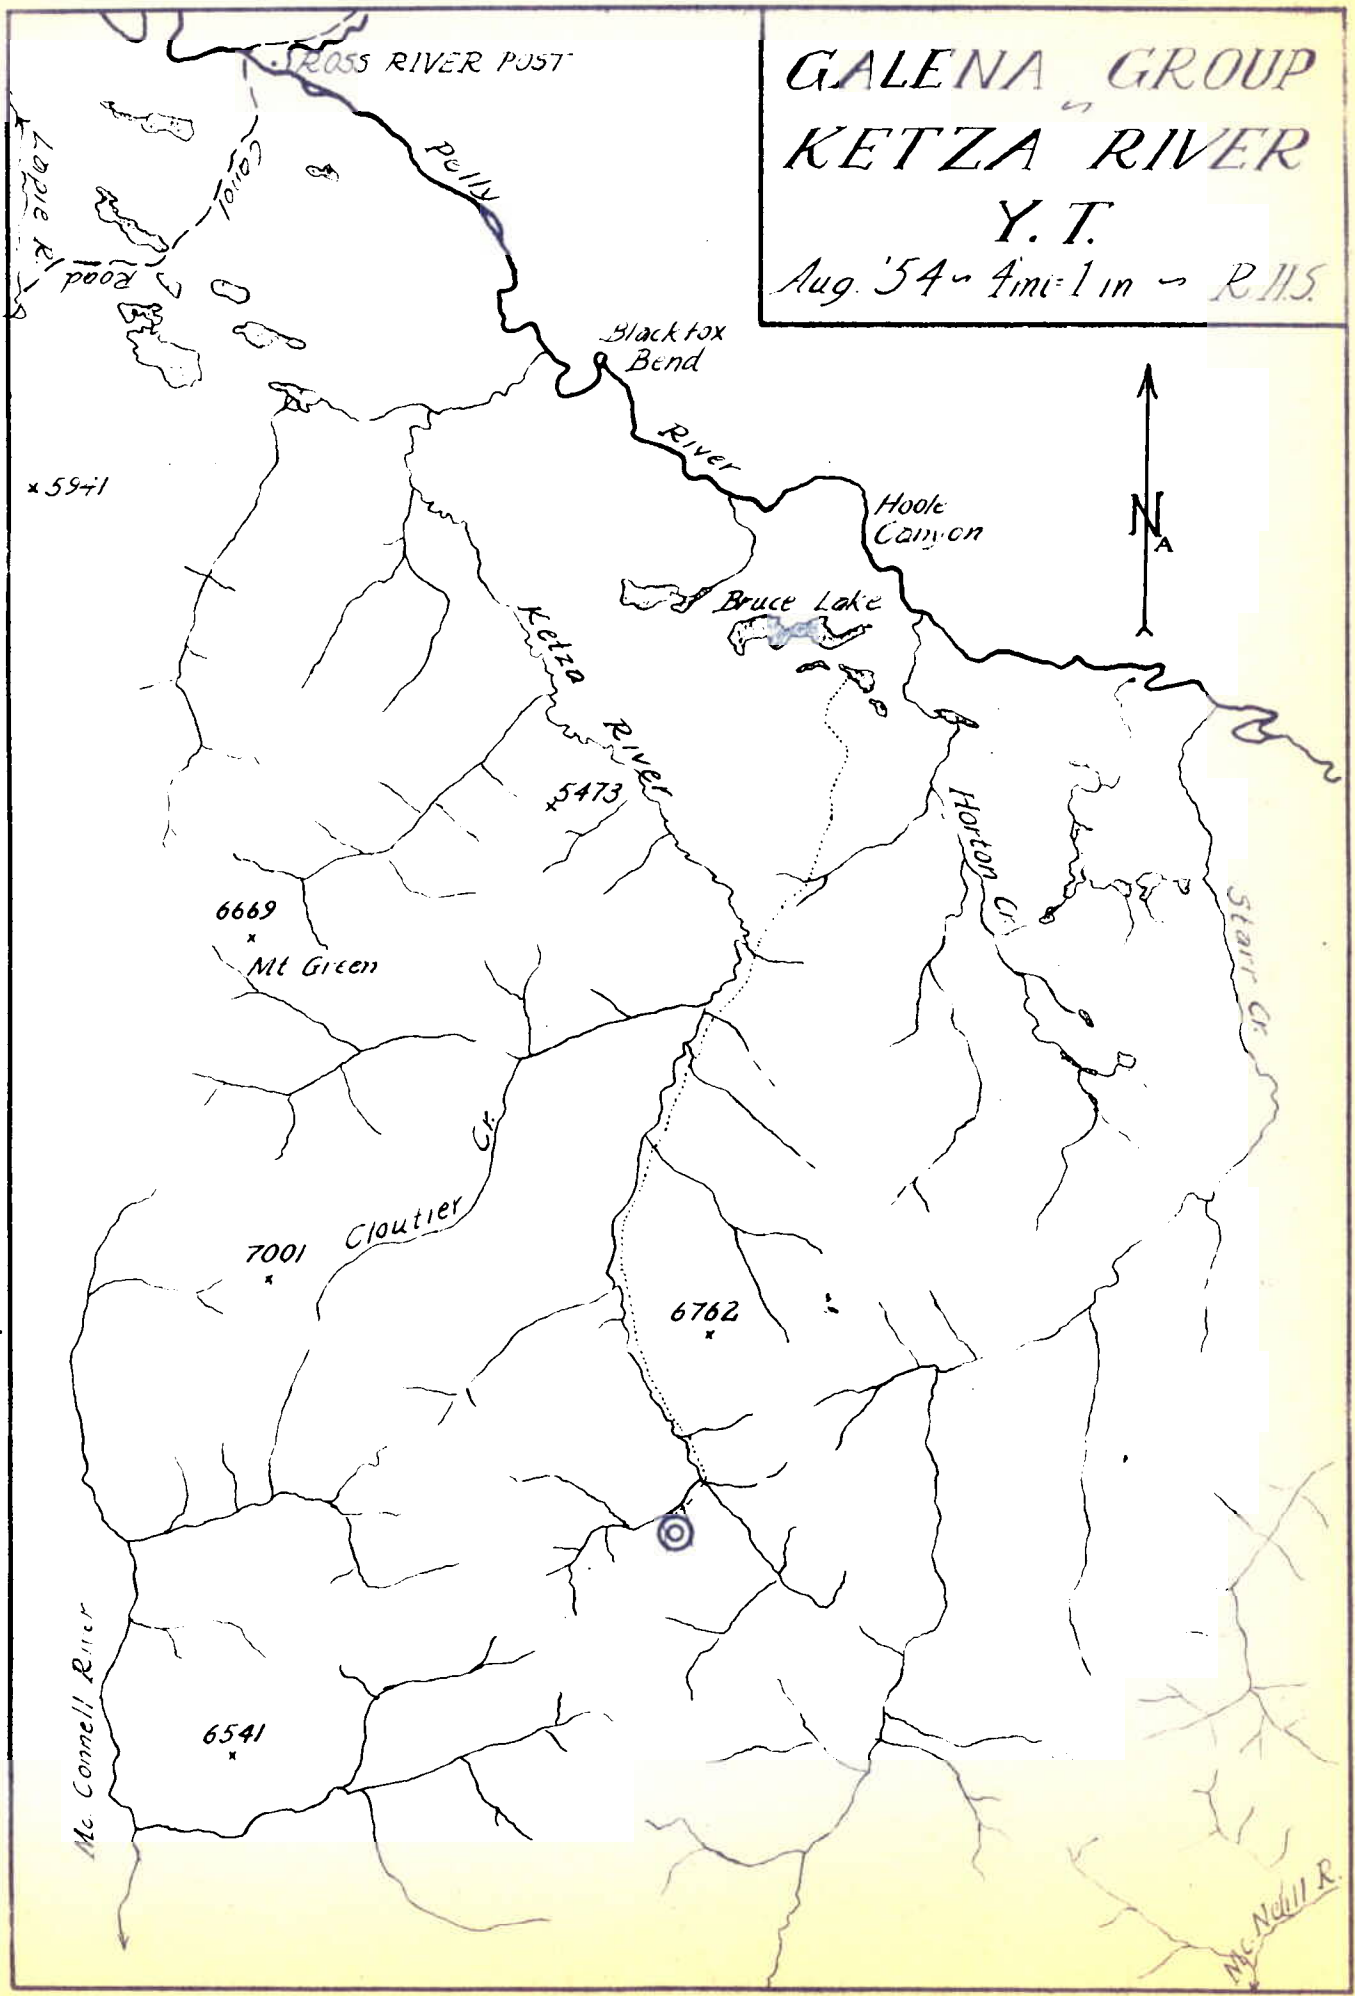 GALENA GROUP
~
KETZA RIVER
Y. T.
Aug. '54 ~ 4mi=1in ~ R.H.S.
ROSS RIVER POST
Canol
Road
Lapie R.
Pelly
Blackfox
Bend
River
x 5941
Hoole
Canyon
N
A
Bruce Lake
Ketza
River
x 5473
Horton
Cr.
Starr Cr.
6669
x
Mt Green
Cr.
Cloutier
7001
x
6762
x
Mc. Connell River
6541
x
Mc. Neill R.